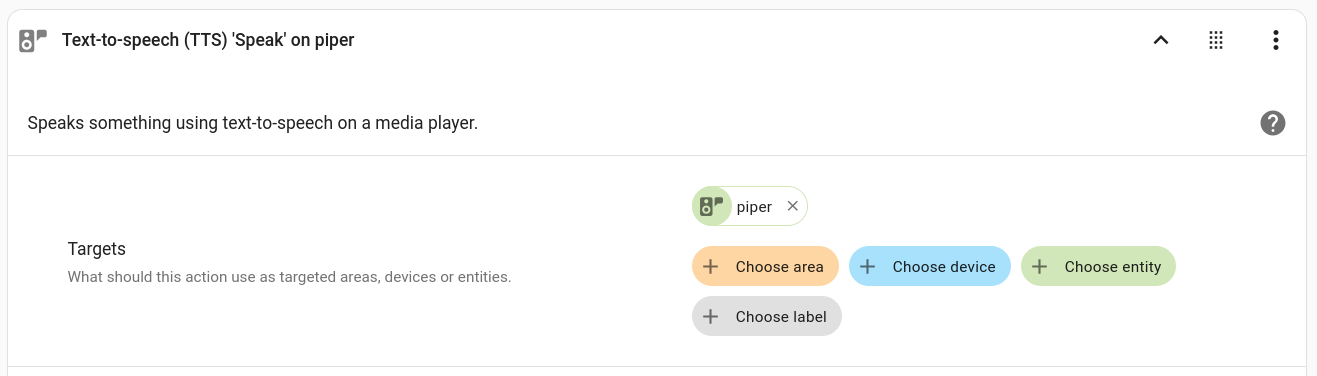 Text-to-speech (TTS) 'Speak' on piper
Speaks something using text-to-speech on a media player.
piper
Targets
What should this action use as targeted areas, devices or entities.
Choose area
Choose device
Choose entity
Choose label